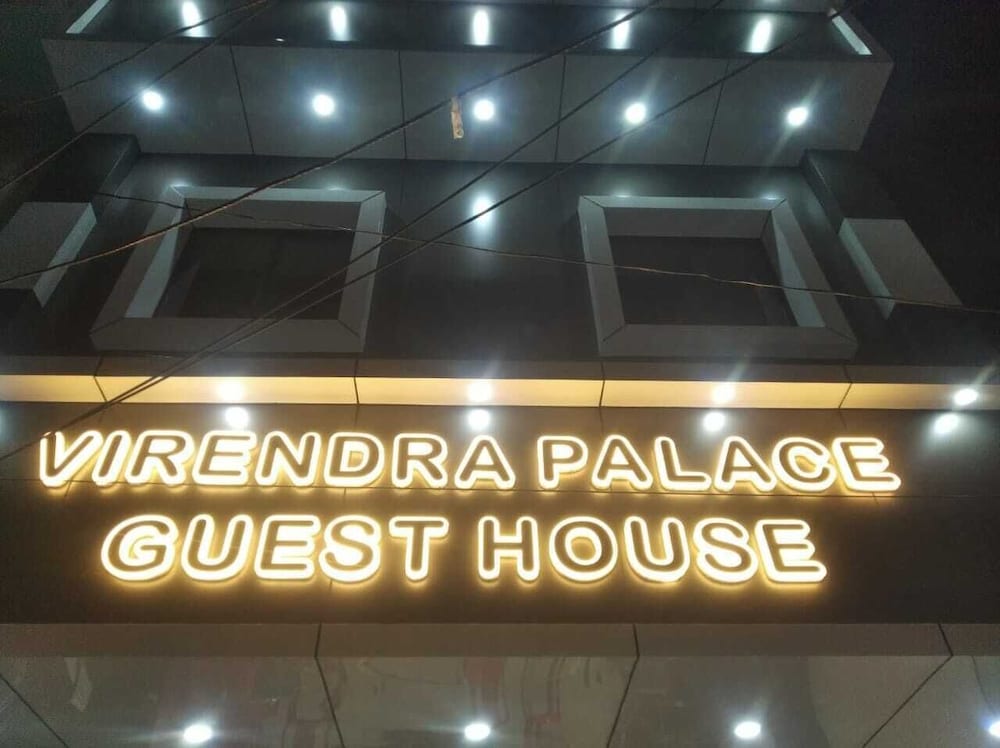 VIRENDRA PALACE
GUEST HOUSE